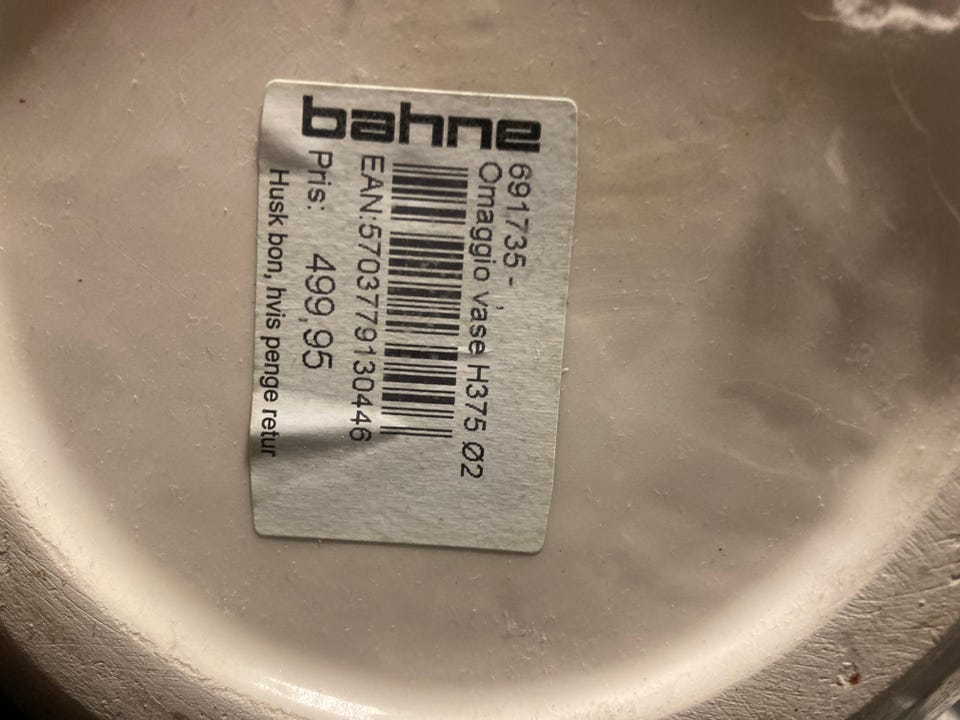 bahne
691735 -
Omaggio vase H375 Ø2
EAN:5703779130446
Pris: 499,95
Husk bon, hvis penge retur